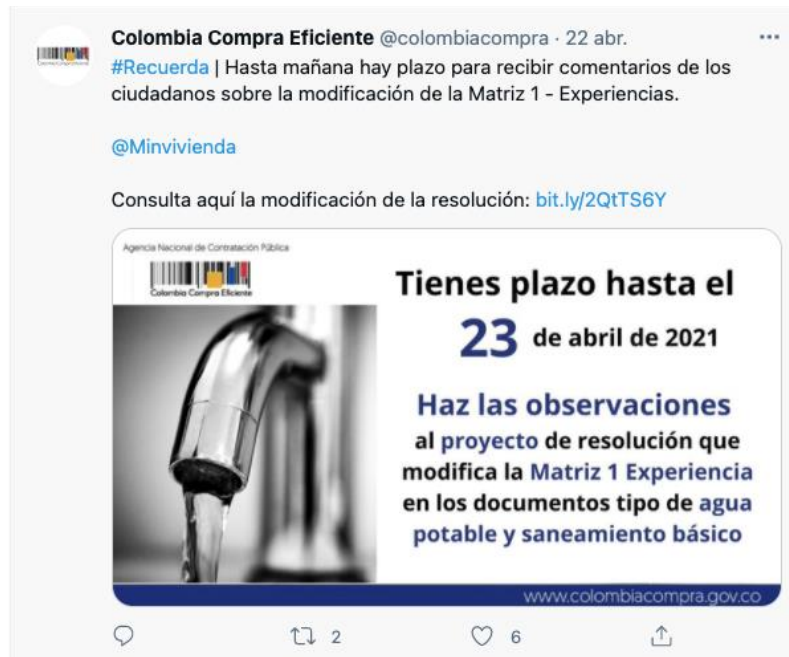 Colombia Compra Eficiente @colombiacompra · 22 abr.
#Recuerda | Hasta mañana hay plazo para recibir comentarios de los
ciudadanos sobre la modificación de la Matriz 1 - Experiencias.
@Minvivienda
Consulta aquí la modificación de la resolución: bit.ly/2QtTS6Y
Agencia Nacional de Contratación Pública
Colombia Compra Eficiente
Tienes plazo hasta el
23 de abril de 2021
Haz las observaciones
al proyecto de resolución que
modifica la Matriz 1 Experiencia
en los documentos tipo de agua
potable y saneamiento básico
www.colombiacompra.gov.co
2
6